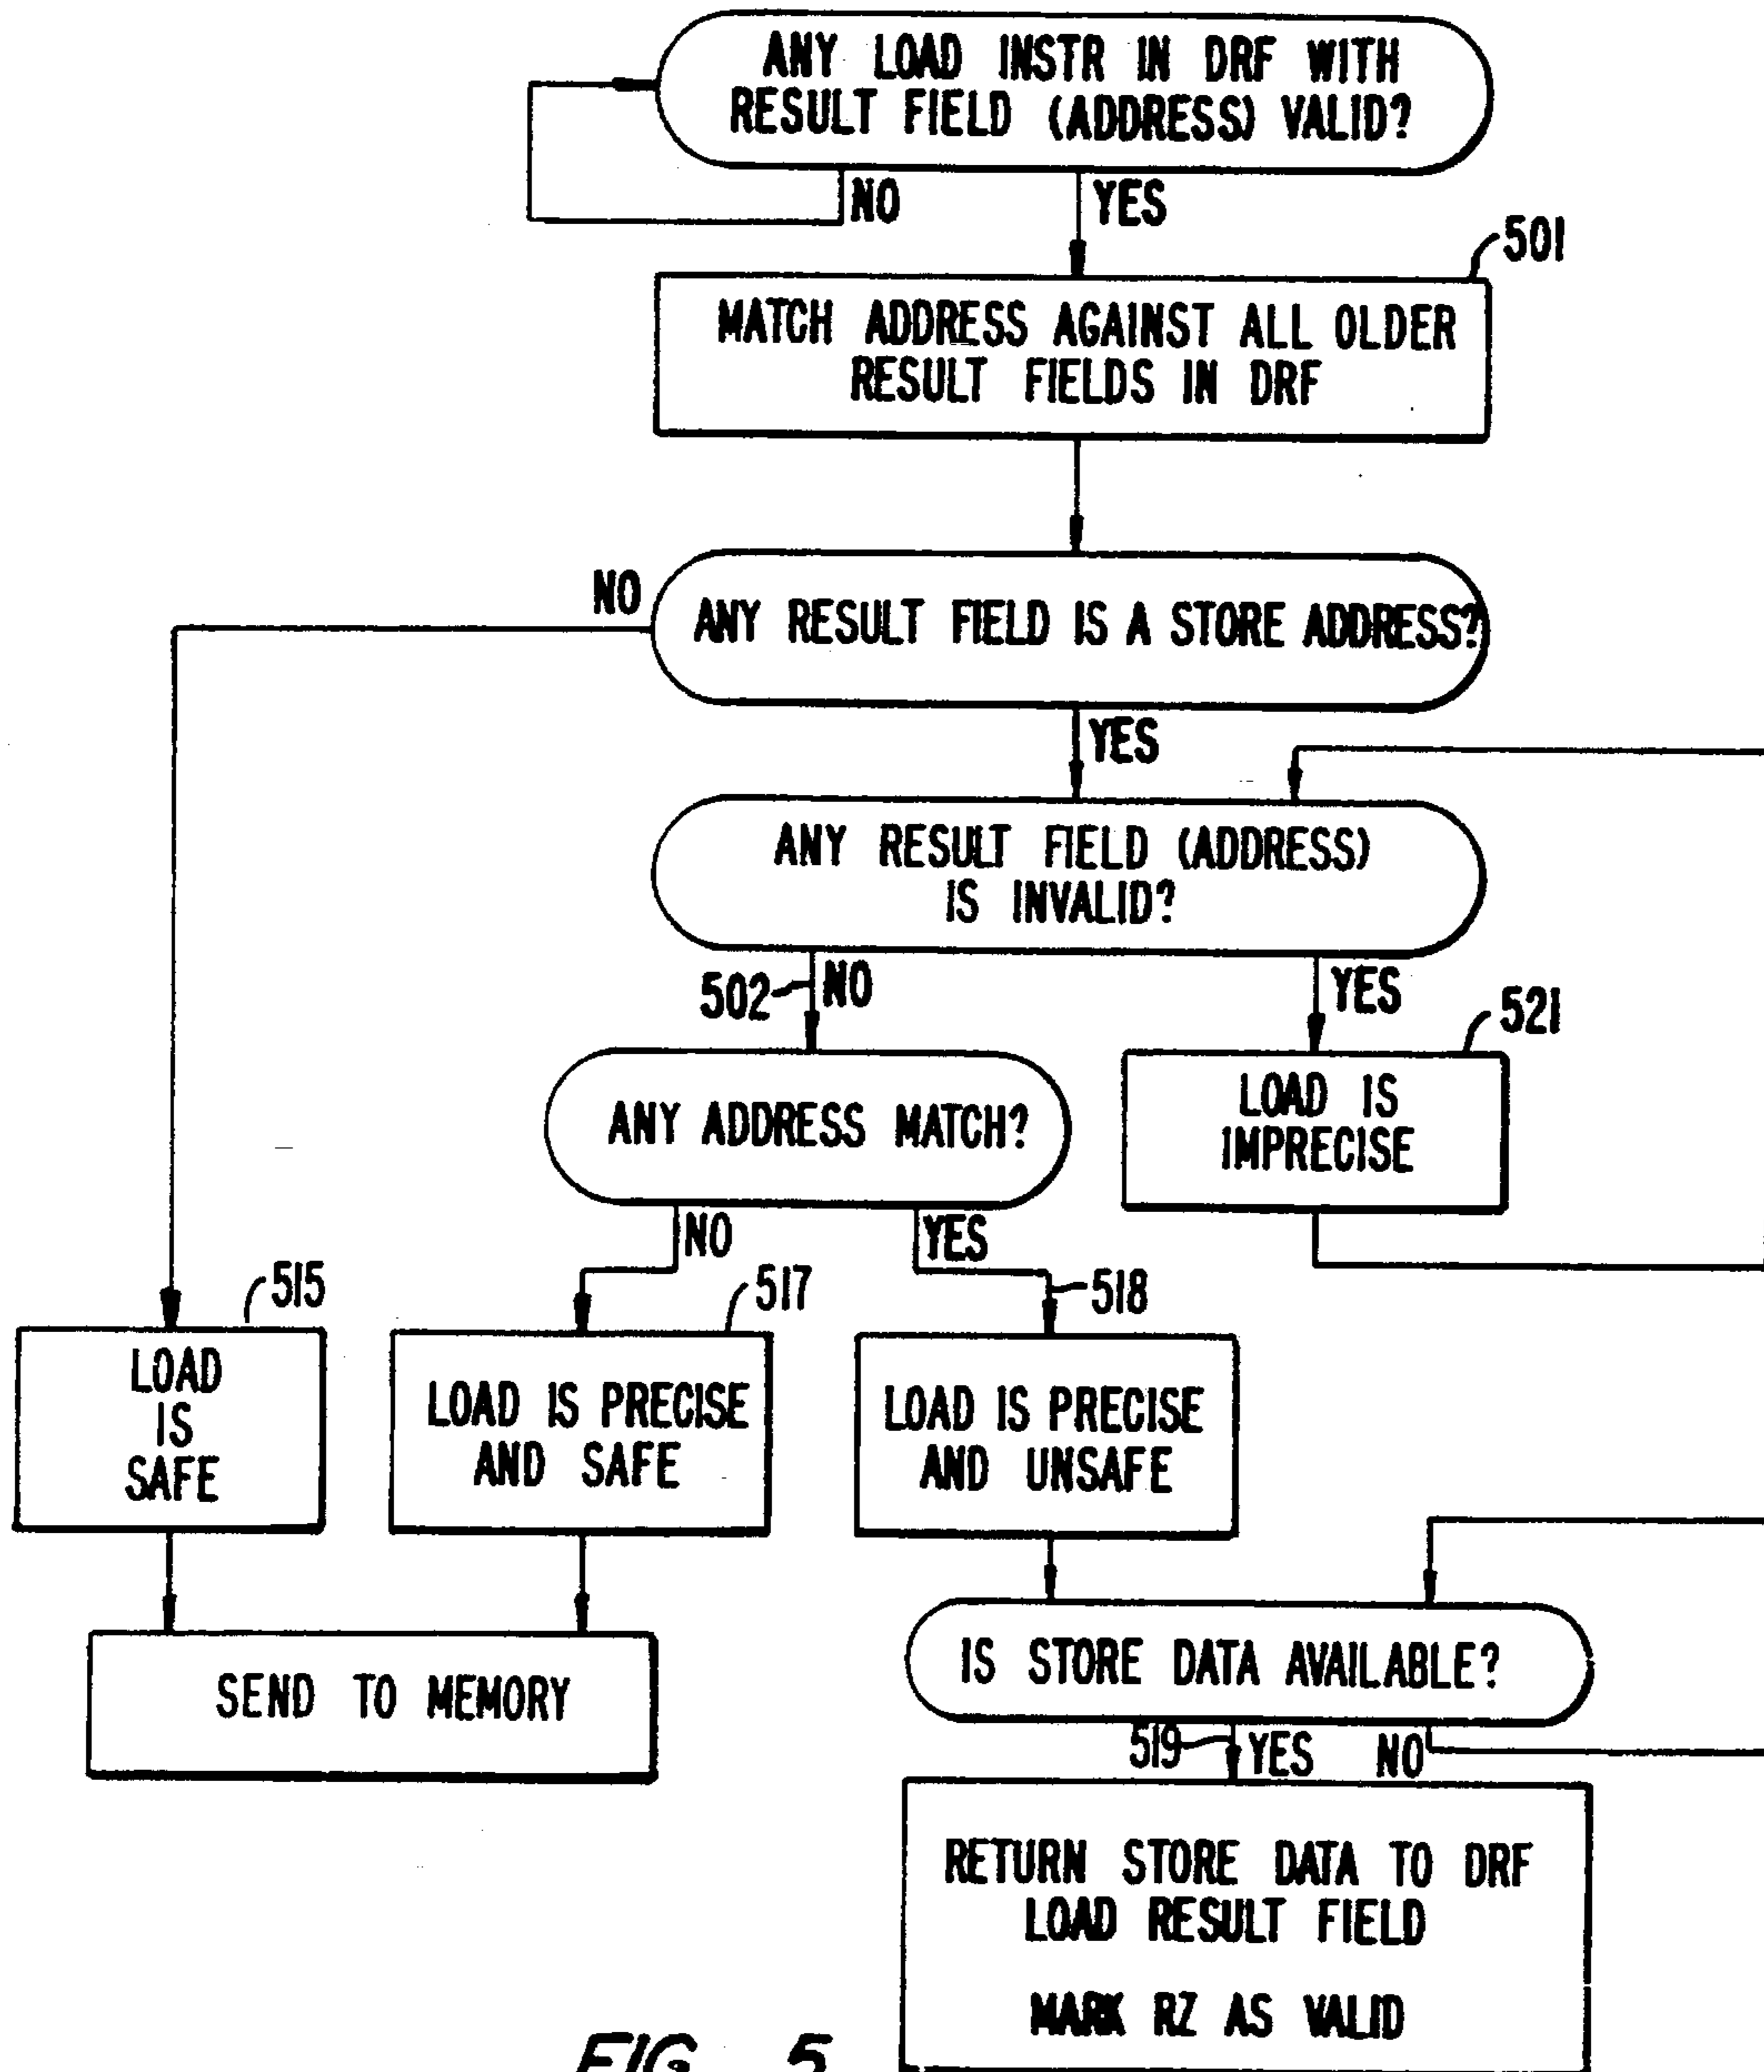 ANY LOAD INSTR IN DRF WITH
RESULT FIELD (ADDRESS) VALID?
NO
YES
501
MATCH ADDRESS AGAINST ALL OLDER
RESULT FIELDS IN DRF
NO
ANY RESULT FIELD IS A STORE ADDRESS?
YES
ANY RESULT FIELD (ADDRESS)
IS INVALID?
502
NO
YES
521
ANY ADDRESS MATCH?
LOAD IS
IMPRECISE
NO
YES
515
517
518
LOAD
IS
SAFE
LOAD IS PRECISE
AND SAFE
LOAD IS PRECISE
AND UNSAFE
SEND TO MEMORY
IS STORE DATA AVAILABLE?
519
YES
NO
RETURN STORE DATA TO DRF
LOAD RESULT FIELD
MARK RZ AS VALID
FIG. 5